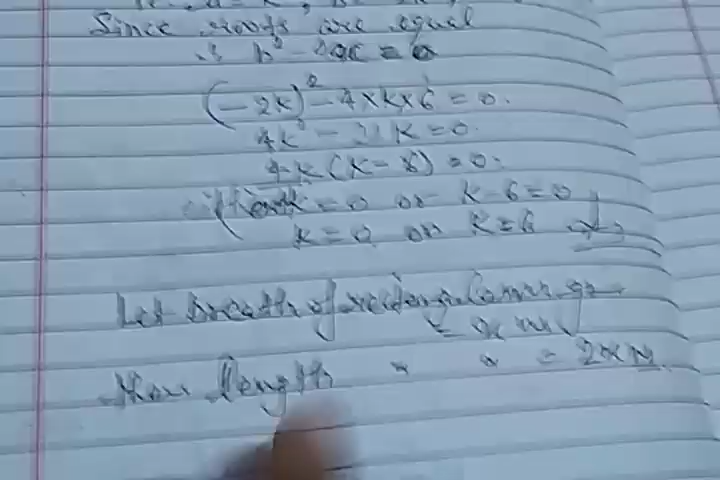 Since roots are equal
∴ b² - 4ac = 0
(-2k)² - 4×k×6 = 0.
4k² - 24K = 0.
4k(K-6) = 0.
either k = 0 or K-6=0
k=0 or K=6
Let breath of rectangular
= x m
then length " " = 2x M